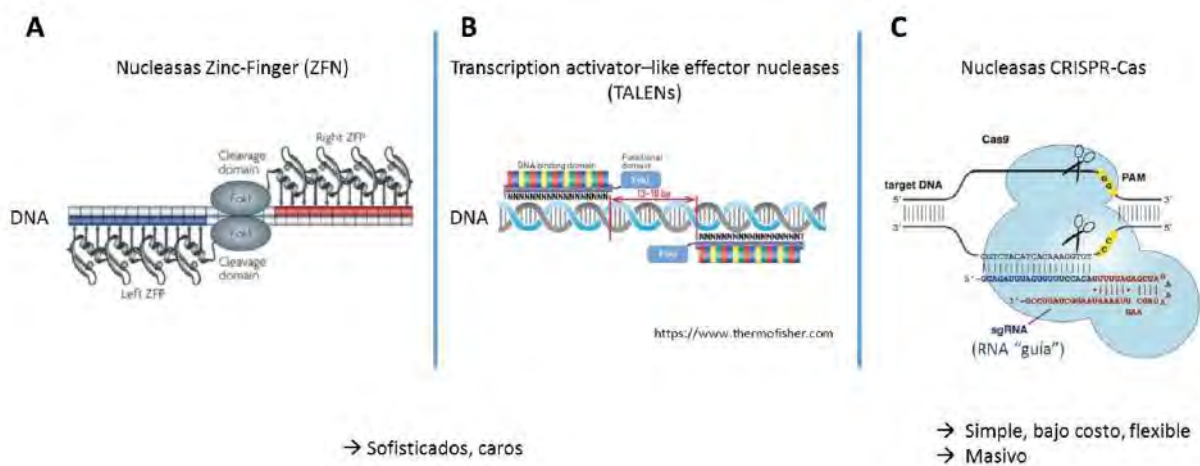 A
Nucleasas Zinc-Finger (ZFN)
Right ZFP
Cleavage
domain
FokI
DNA
FokI
Cleavage
domain
Left ZFP
B
Transcription activator–like effector nucleases
(TALENs)
DNA binding domain
Functional
domain
FokI
NNNNNNNNNNNNNNNN
DNA
NNNNNNNNNNNNNNNN
FokI
https://www.thermofisher.com
→ Sofisticados, caros
C
Nucleasas CRISPR-Cas
Cas9
PAM
target DNA
5'
3'
3'
5'
G
G
C
C
sgRNA
(RNA "guía")
→ Simple, bajo costo, flexible
→ Masivo